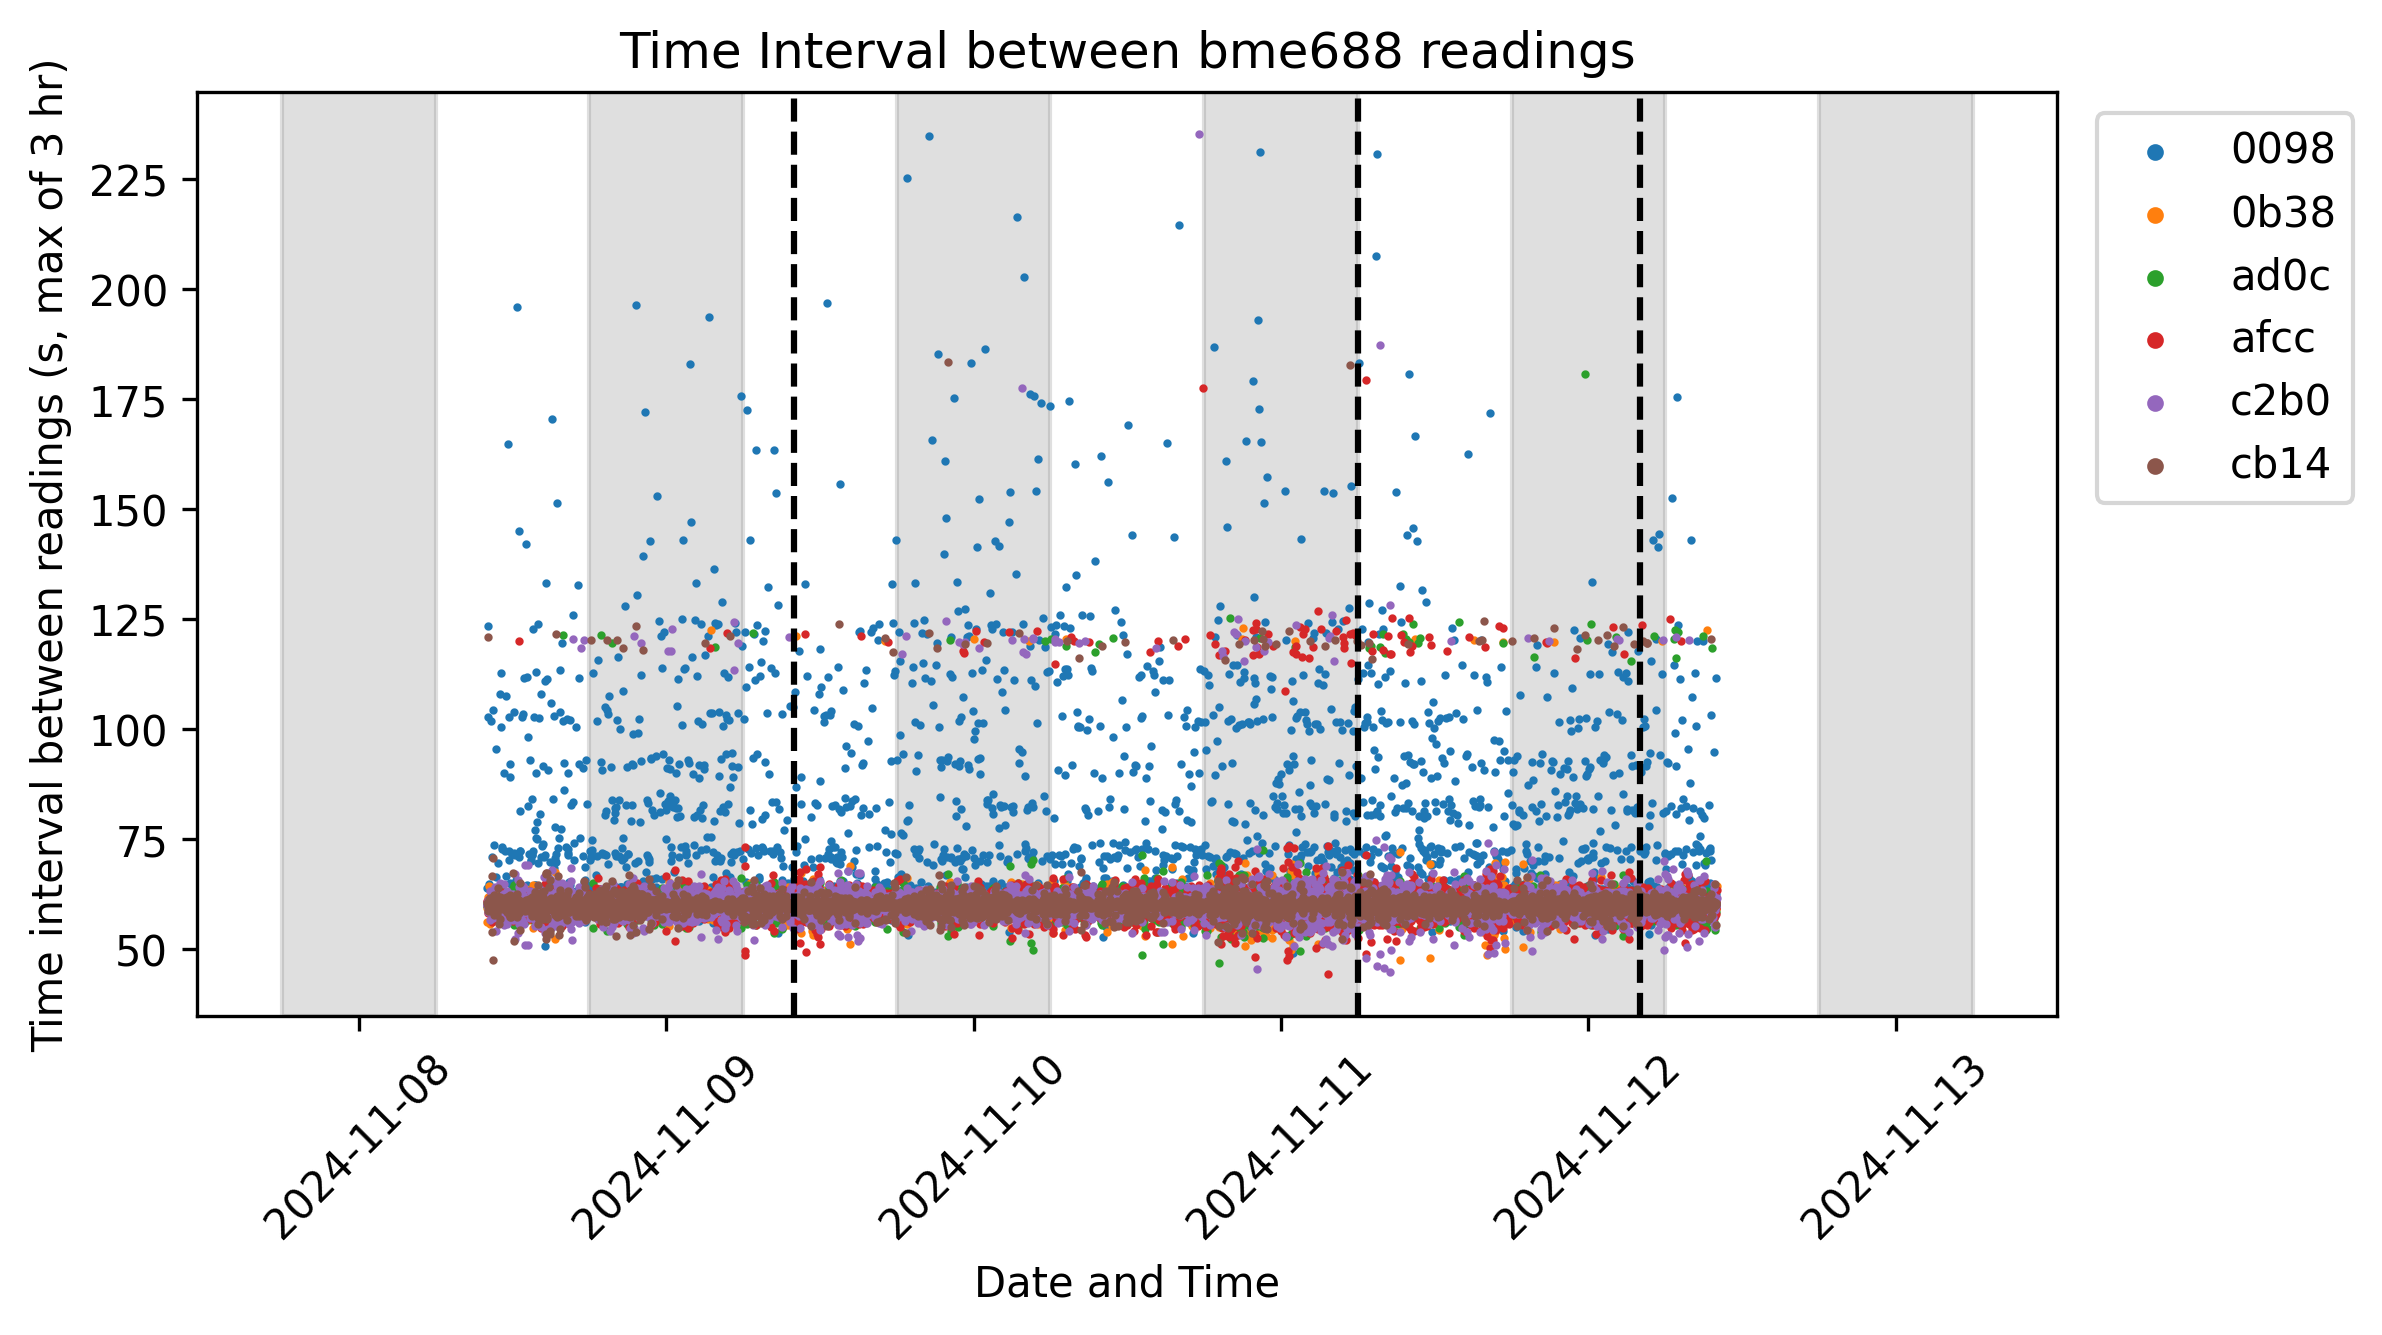 Time Interval between bme688 readings
Time interval between readings (s, max of 3 hr)
225
200
175
150
125
100
75
50
2024-11-08
2024-11-09
2024-11-10
2024-11-11
2024-11-12
2024-11-13
Date and Time
0098
0b38
ad0c
afcc
c2b0
cb14